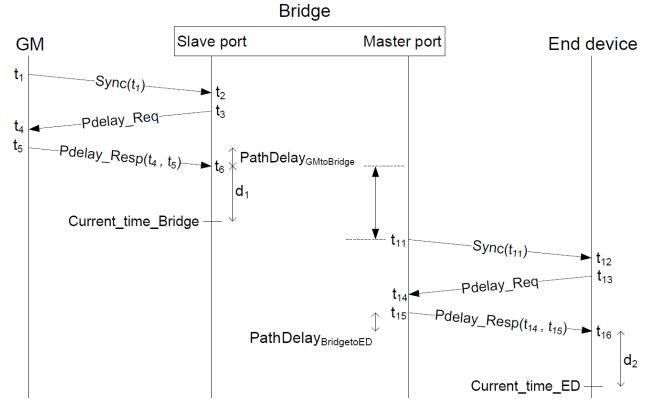 Bridge
GM
Slave port
Master port
End device
t1
Sync(t1)
t2
t3
Pdelay_Req
t4
t5
Pdelay_Resp(t4 , t5)
t6
PathDelayGMtoBridge
d1
Current_time_Bridge
t11
Sync(t11)
t12
t13
Pdelay_Req
t14
t15
Pdelay_Resp(t14 , t15)
t16
PathDelayBridgetoED
d2
Current_time_ED